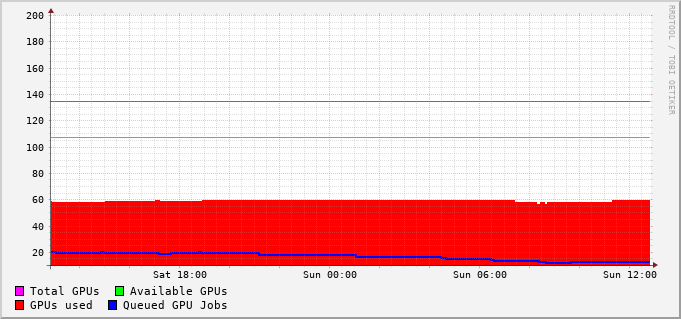 200
180
160
140
120
100
80
60
40
20
Sat 18:00 Sun 00:00 Sun 06:00 Sun 12:00
Total GPUs Available GPUs
GPUs used Queued GPU Jobs
RRDTOOL / TOBI OETIKER